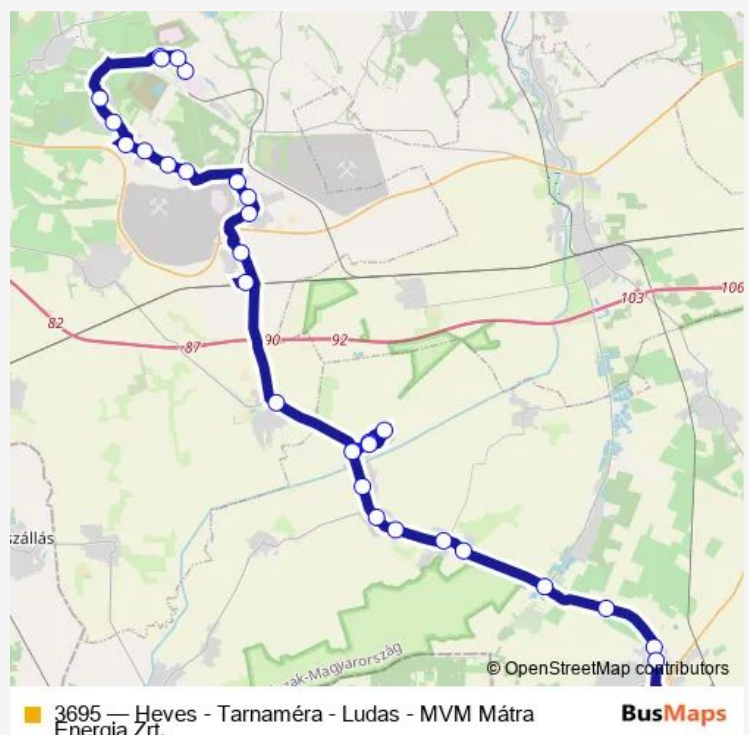 82
87
90
92
103
106
szállás
szak-Magyarország
© OpenStreetMap contributors
3695 — Heves - Tarnaméra - Ludas - MVM Mátra
Energia Zrt.
BusMaps